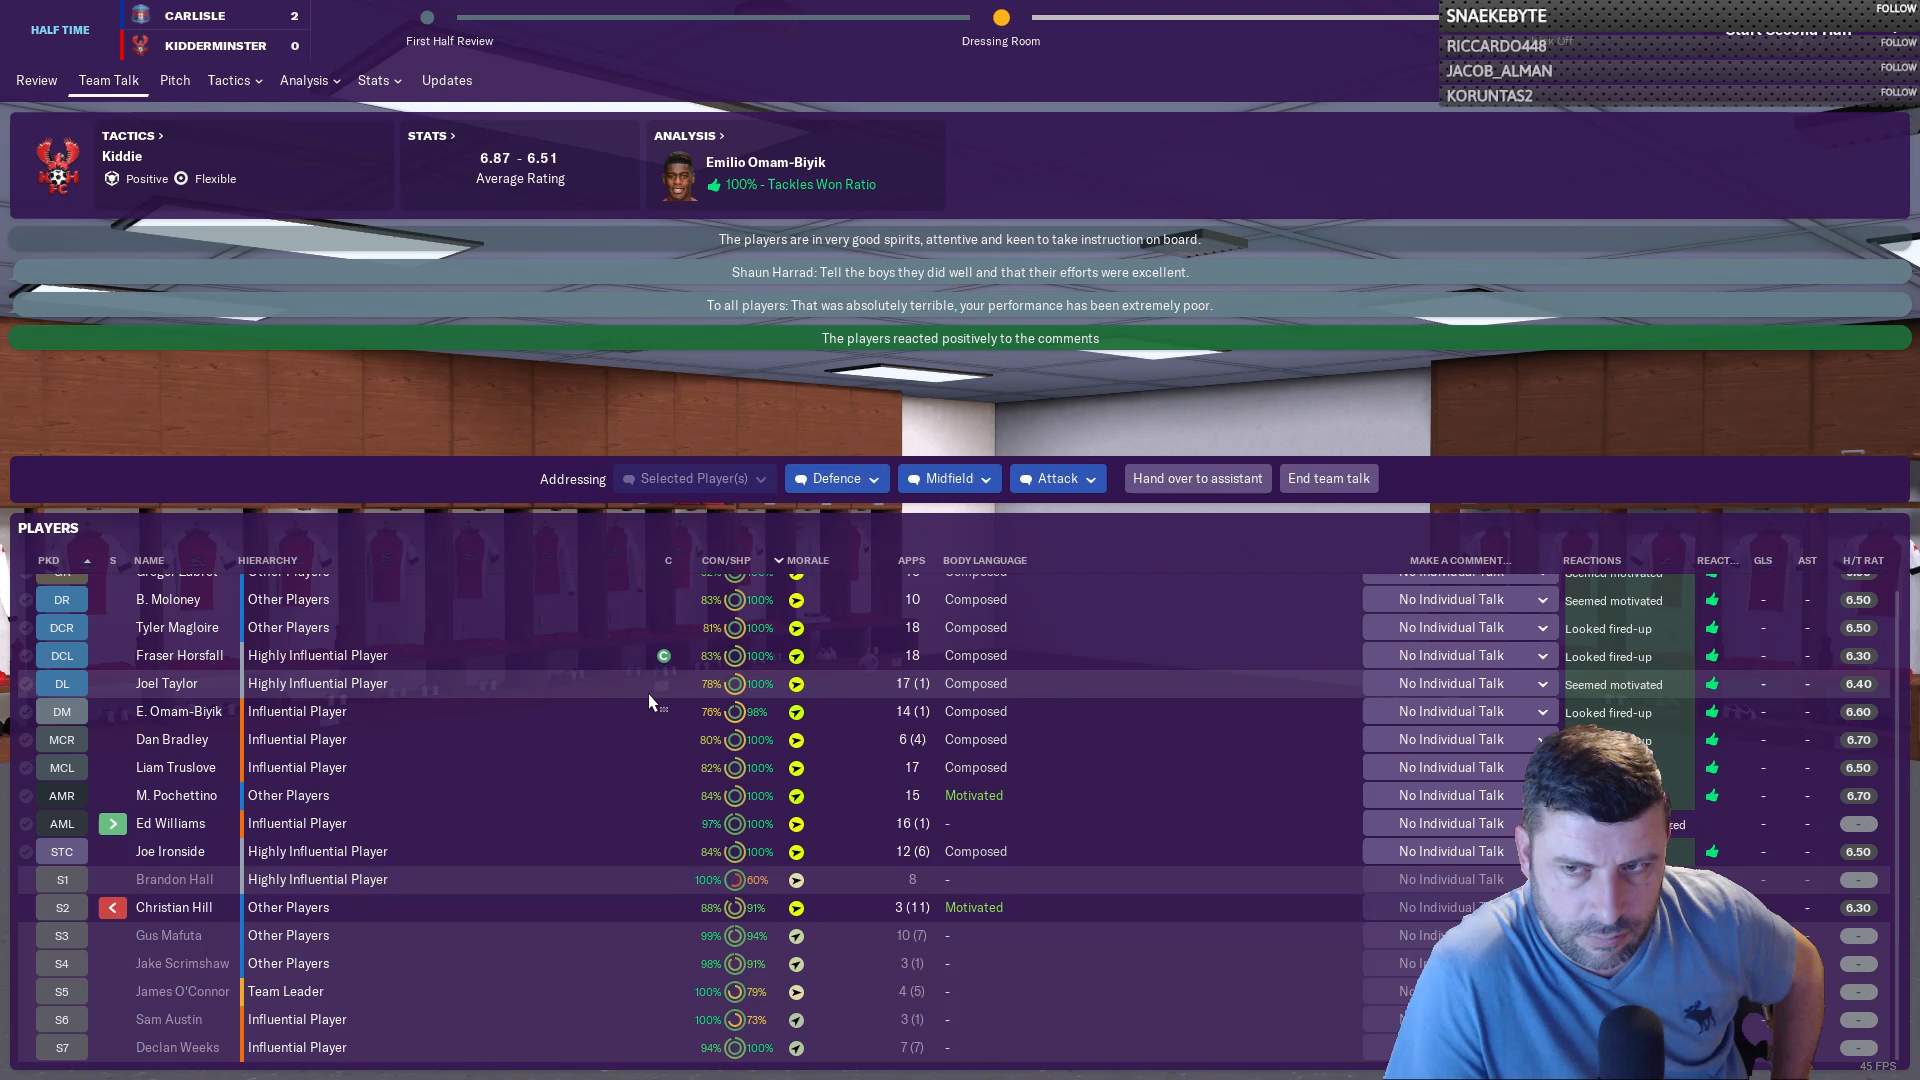 HALF TIME
CARLISLE 2
KIDDERMINSTER 0
First Half Review
Dressing Room
SNAEKEBYTE FOLLOW
RICCARDO448 FOLLOW
JACOB_ALMAN FOLLOW
KORUNTAS2 FOLLOW
Review Team Talk Pitch Tactics Analysis Stats Updates
TACTICS >
Kiddie
Positive Flexible
STATS >
6.87 - 6.51
Average Rating
ANALYSIS >
Emilio Omam-Biyik
100% - Tackles Won Ratio
The players are in very good spirits, attentive and keen to take instruction on board.
Shaun Harrad: Tell the boys they did well and that their efforts were excellent.
To all players: That was absolutely terrible, your performance has been extremely poor.
The players reacted positively to the comments
Addressing Selected Player(s) Defence Midfield Attack Hand over to assistant End team talk
PLAYERS
PKD S NAME HIERARCHY C CON/SHP MORALE APPS BODY LANGUAGE MAKE A COMMENT... REACTIONS REACT... GLS AST H/T RAT
DR B. Moloney Other Players 83% 100% 10 Composed No Individual Talk Seemed motivated - - 6.50
DCR Tyler Magloire Other Players 81% 100% 18 Composed No Individual Talk Looked fired-up - - 6.50
DCL Fraser Horsfall Highly Influential Player C 83% 100% 18 Composed No Individual Talk Looked fired-up - - 6.30
DL Joel Taylor Highly Influential Player 78% 100% 17 (1) Composed No Individual Talk Seemed motivated - - 6.40
DM E. Omam-Biyik Influential Player 76% 98% 14 (1) Composed No Individual Talk Looked fired-up - - 6.60
MCR Dan Bradley Influential Player 80% 100% 6 (4) Composed No Individual Talk - - 6.70
MCL Liam Truslove Influential Player 82% 100% 17 Composed No Individual Talk - - 6.50
AMR M. Pochettino Other Players 84% 100% 15 Motivated No Individual Talk - - 6.70
AML Ed Williams Influential Player 97% 100% 16 (1) - No Individual Talk - - -
STC Joe Ironside Highly Influential Player 84% 100% 12 (6) Composed No Individual Talk - - 6.50
S1 Brandon Hall Highly Influential Player 100% 60% 8 - No Individual Talk - - -
S2 Christian Hill Other Players 88% 91% 3 (11) Motivated No Individual - 6.30
S3 Gus Mafuta Other Players 99% 94% 10 (7) - No -
S4 Jake Scrimshaw Other Players 98% 91% 3 (1) - No -
S5 James O'Connor Team Leader 100% 79% 4 (5) - No -
S6 Sam Austin Influential Player 100% 73% 3 (1) - -
S7 Declan Weeks Influential Player 94% 100% 7 (7) - -
45 FPS